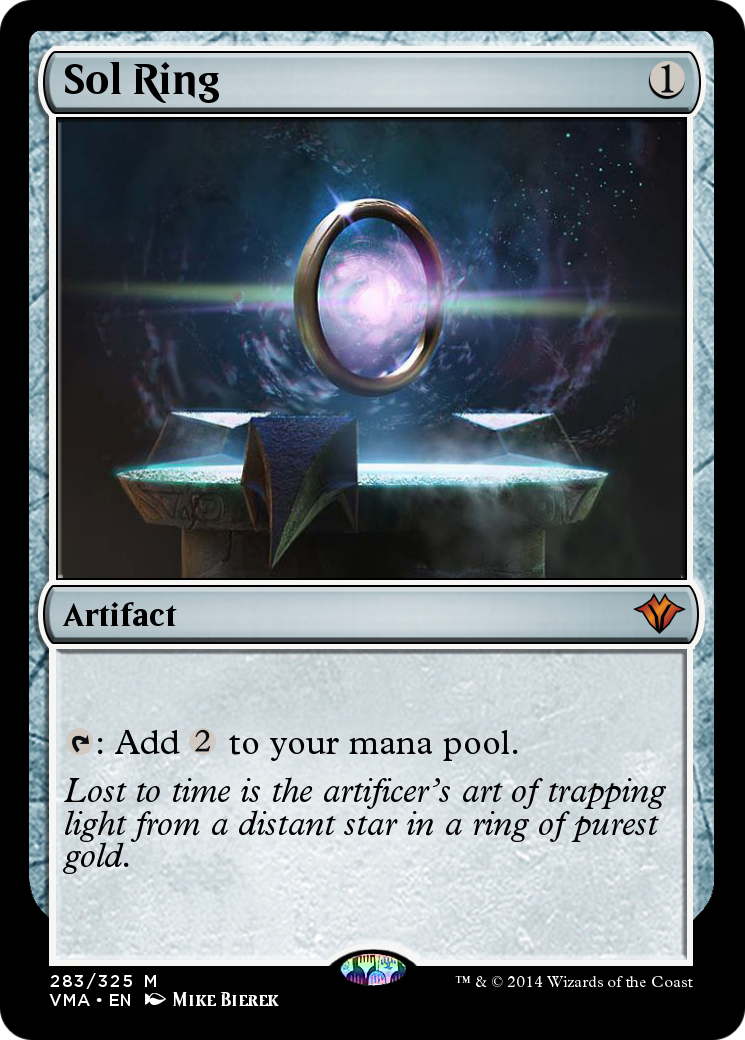 Sol Ring 1
Artifact
: Add 2 to your mana pool.
Lost to time is the artificer's art of trapping
light from a distant star in a ring of purest
gold.
283/325 M
VMA • EN Mike Bierek
™ & © 2014 Wizards of the Coast